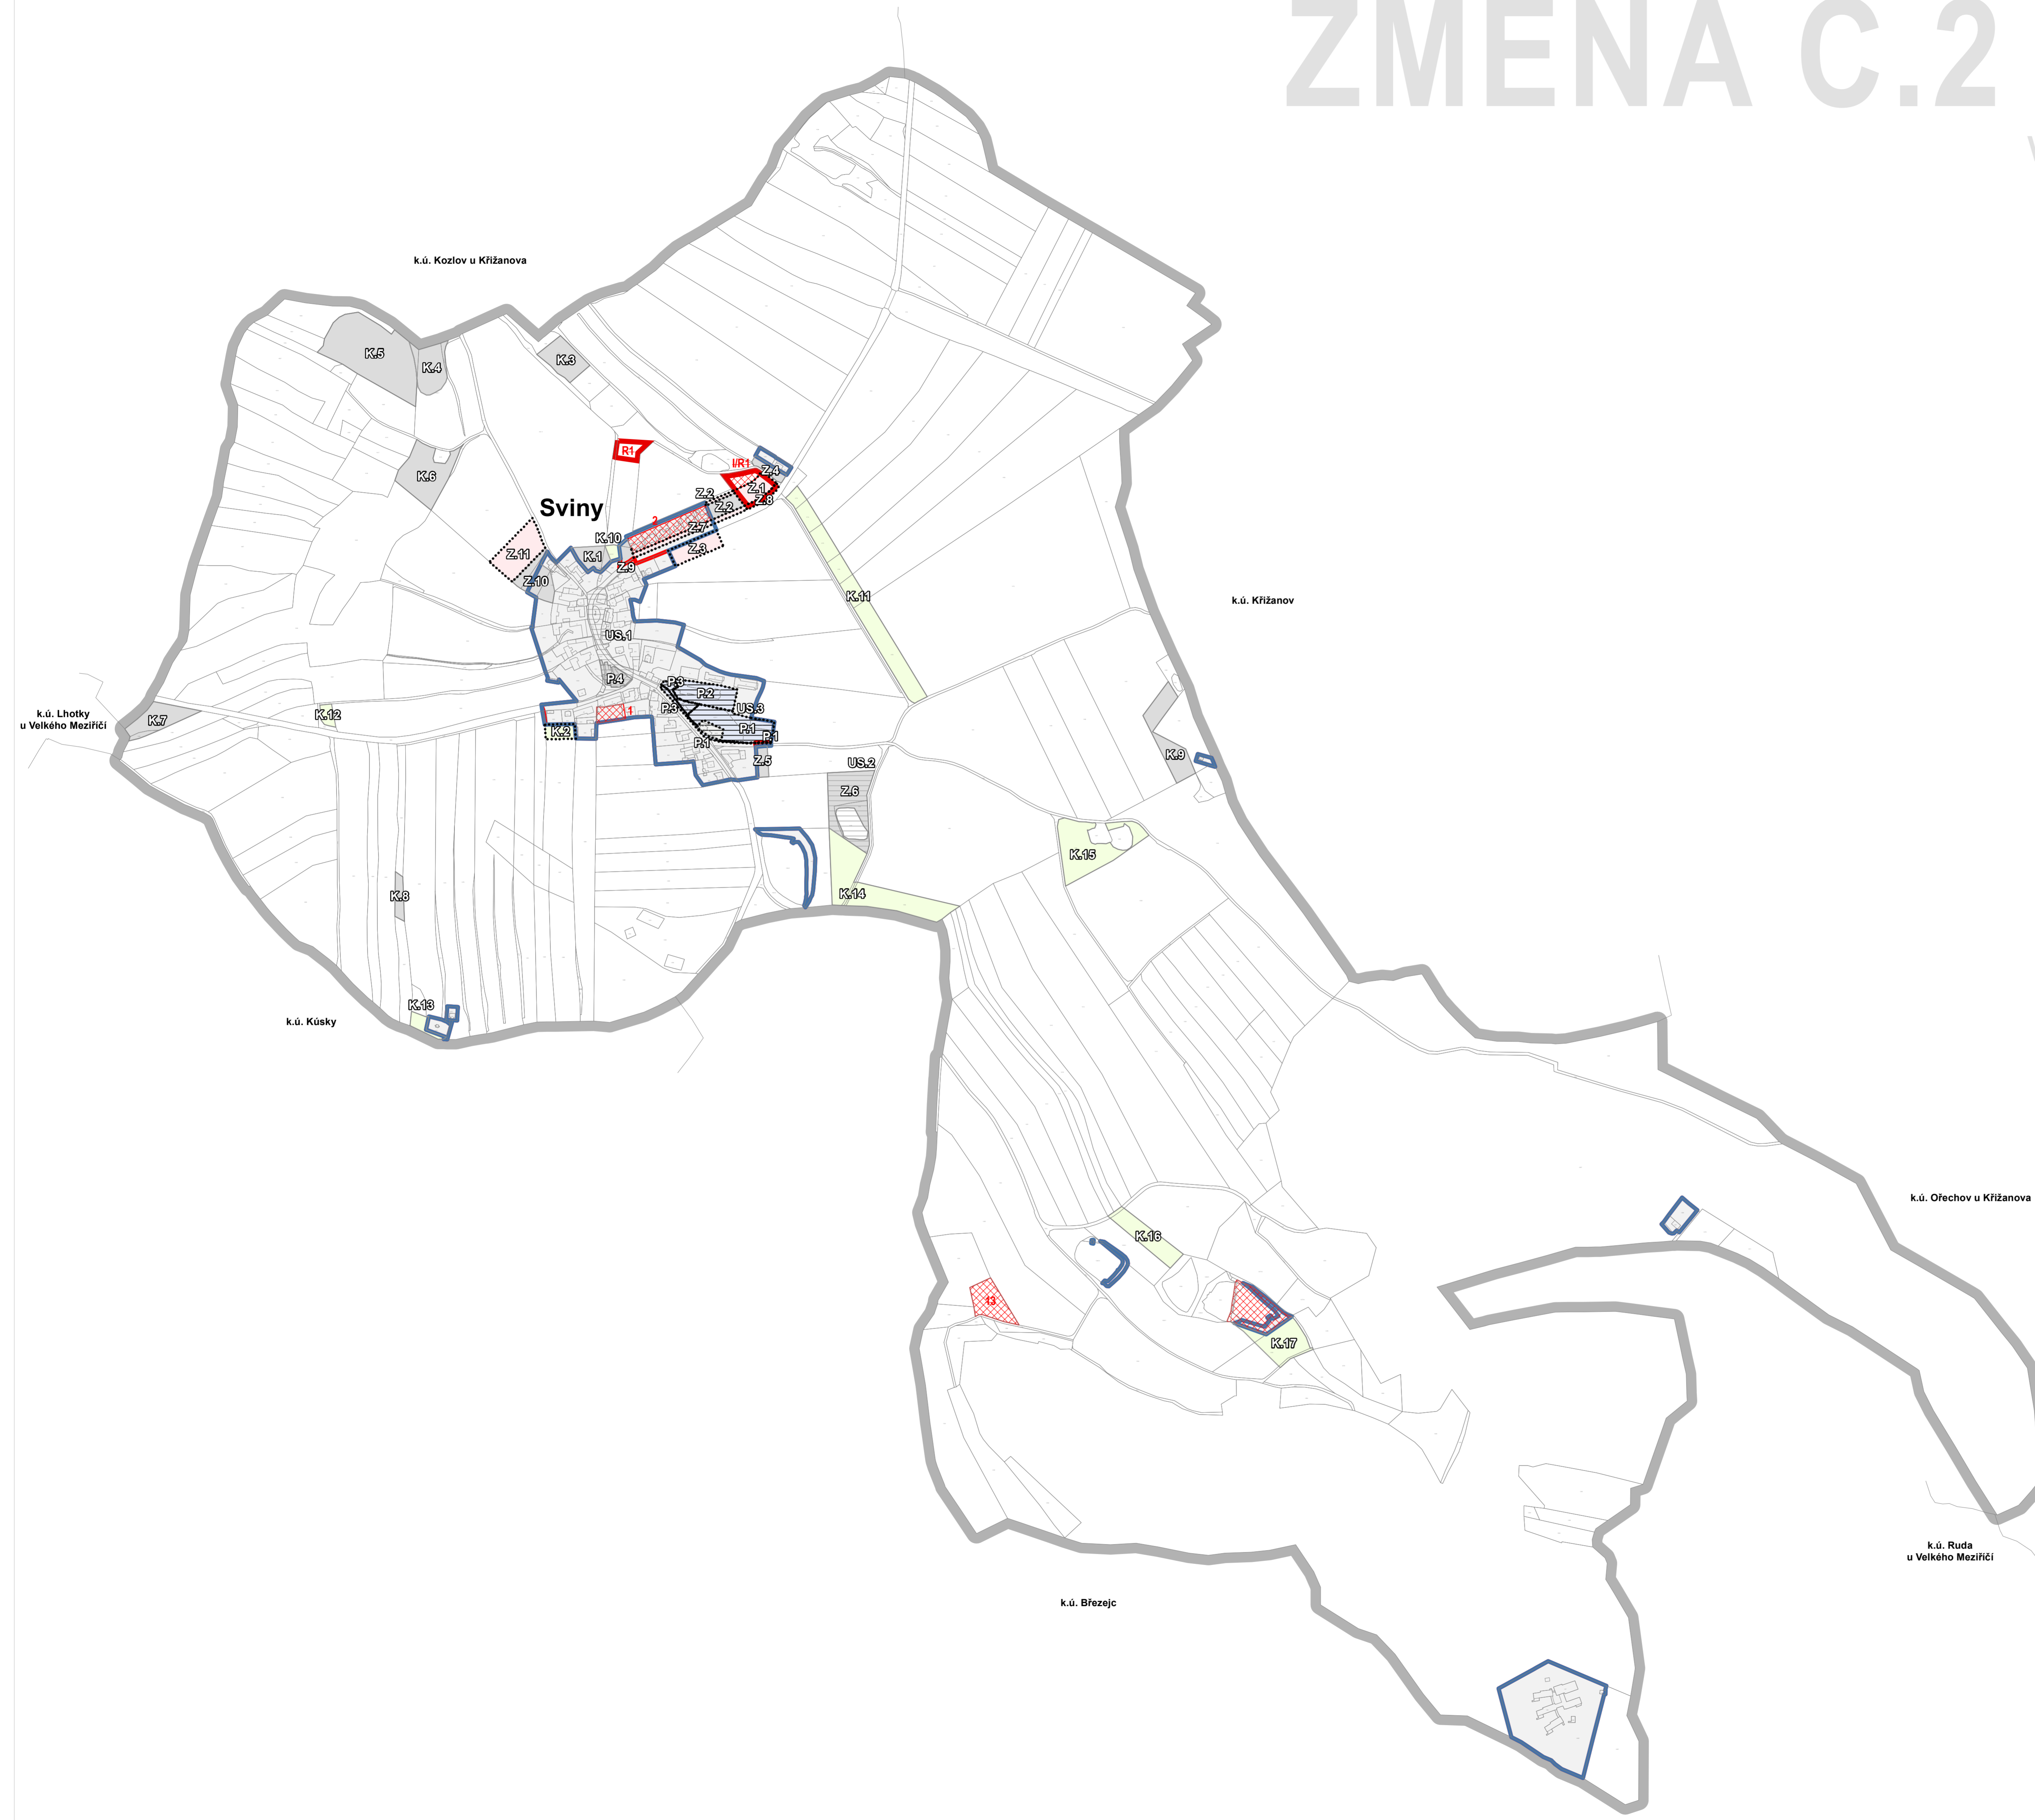 ZMĚNA Č.2
k.ú. Kozlov u Křižanova
K.5
K.4
K.3
R1
I/R1
Z.4
K.6
Z.1
Z.2
Z.8
Z.2
Sviny
2
Z.7
K.10
Z.3
Z.11
K.1
Z.9
Z.10
K.11
k.ú. Křižanov
US.1
P.4
P.3
P.2
P.3
US.3
1
k.ú. Lhotky
u Velkého Meziříčí
K.7
K.12
K.2
P.1
P.1
P.1
Z.5
US.2
K.9
Z.6
K.15
K.8
K.14
K.13
k.ú. Kúsky
k.ú. Ořechov u Křižanova
K.16
13
K.17
k.ú. Ruda
u Velkého Meziříčí
k.ú. Březejc